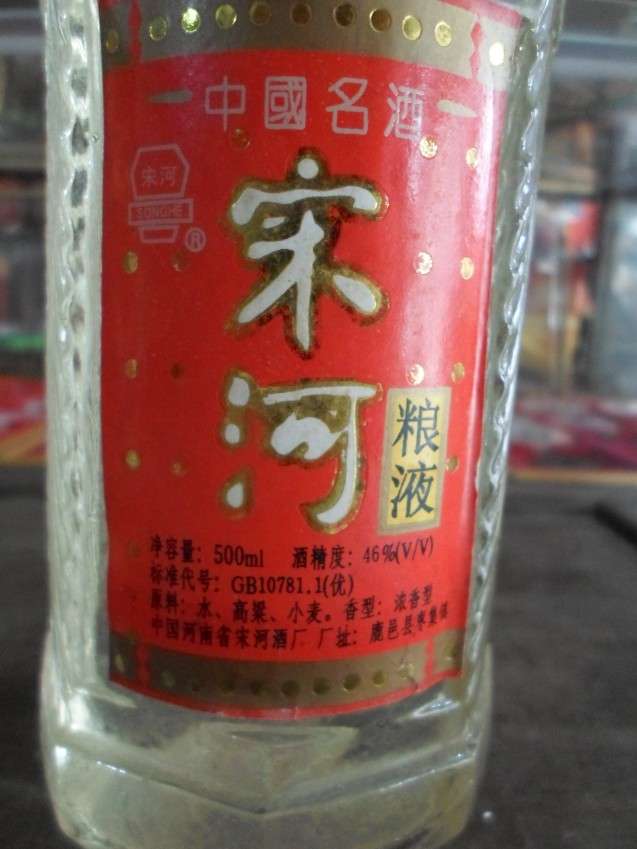 中國名酒
宋河
SONGHE
®
宋河
粮液
净容量：500ml 酒精度：46%(V/V)
标准代号：GB10781.1(优)
原料：水、高粱、小麦。香型：浓香型
中国河南省宋河酒厂 厂址：鹿邑县枣集镇